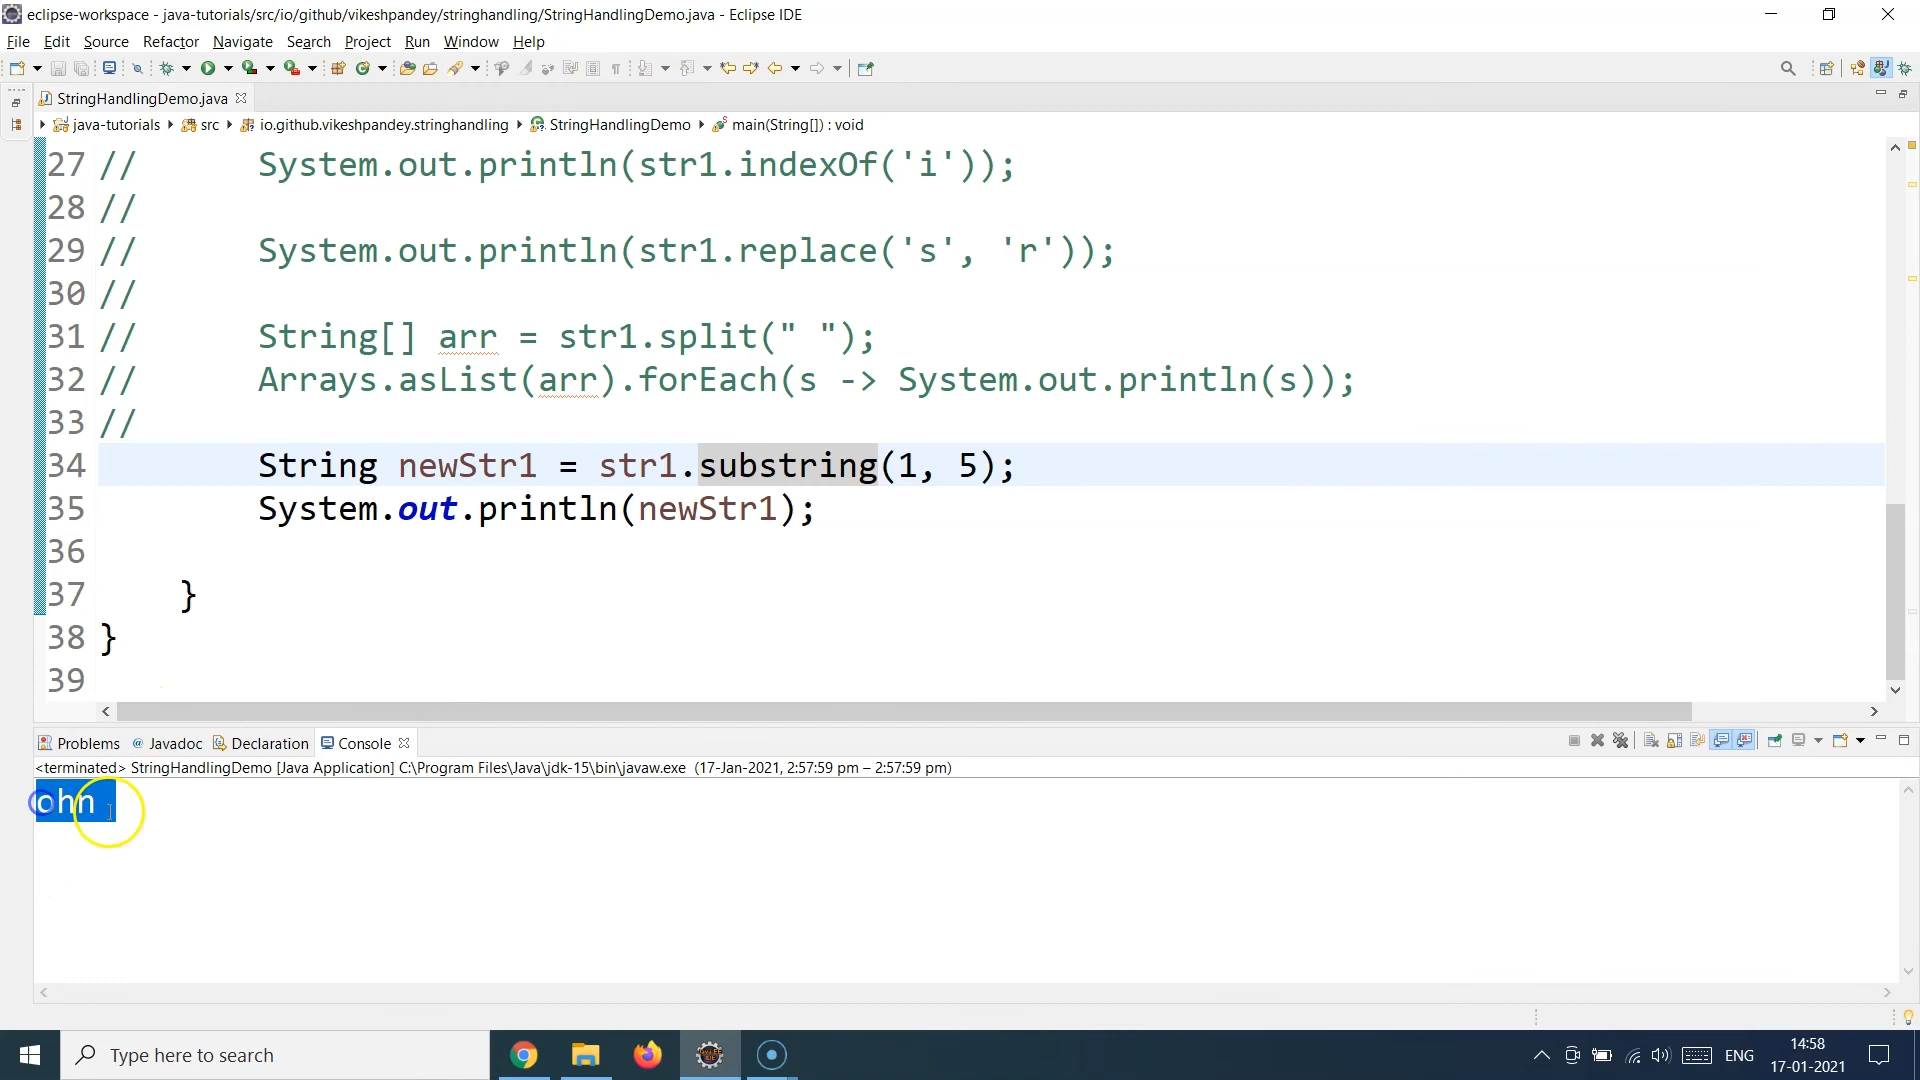 eclipse-workspace - java-tutorials/src/io/github/vikeshpandey/stringhandling/StringHandlingDemo.java - Eclipse IDE
File Edit Source Refactor Navigate Search Project Run Window Help
StringHandlingDemo.java
java-tutorials src io.github.vikeshpandey.stringhandling StringHandlingDemo main(String[]) : void
27 // System.out.println(str1.indexOf('i'));
28 //
29 // System.out.println(str1.replace('s', 'r'));
30 //
31 // String[] arr = str1.split(" ");
32 // Arrays.asList(arr).forEach(s -> System.out.println(s));
33 //
34 String newStr1 = str1.substring(1, 5);
35 System.out.println(newStr1);
36
37 }
38 }
39
Problems @ Javadoc Declaration Console
<terminated> StringHandlingDemo [Java Application] C:\Program Files\Java\jdk-15\bin\javaw.exe (17-Jan-2021, 2:57:59 pm – 2:57:59 pm)
ohn
Type here to search
ENG
14:58
17-01-2021